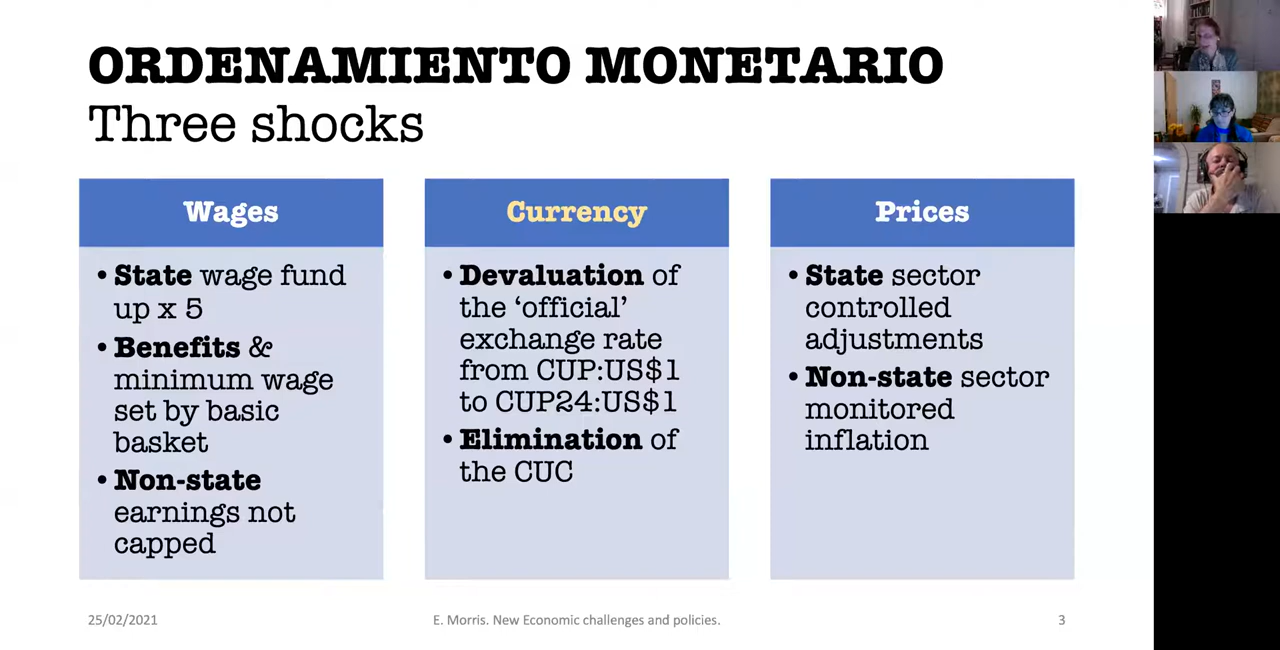 ORDENAMIENTO MONETARIO
Three shocks
Wages
• State wage fund
up x 5
• Benefits &
minimum wage
set by basic
basket
• Non-state
earnings not
capped
Currency
• Devaluation of
the ‘official’
exchange rate
from CUP:US$1
to CUP24:US$1
• Elimination of
the CUC
Prices
• State sector
controlled
adjustments
• Non-state sector
monitored
inflation
25/02/2021
E. Morris. New Economic challenges and policies.
3